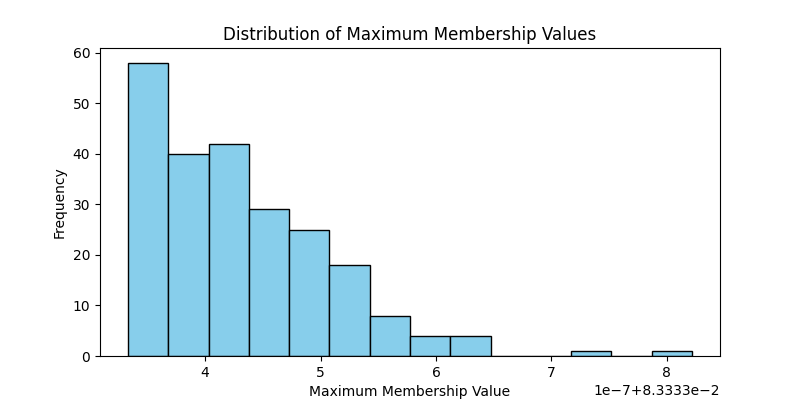 Distribution of Maximum Membership Values
60
50
40
30
20
10
0
Frequency
4 5 6 7 8
1e−7+8.3333e−2
Maximum Membership Value